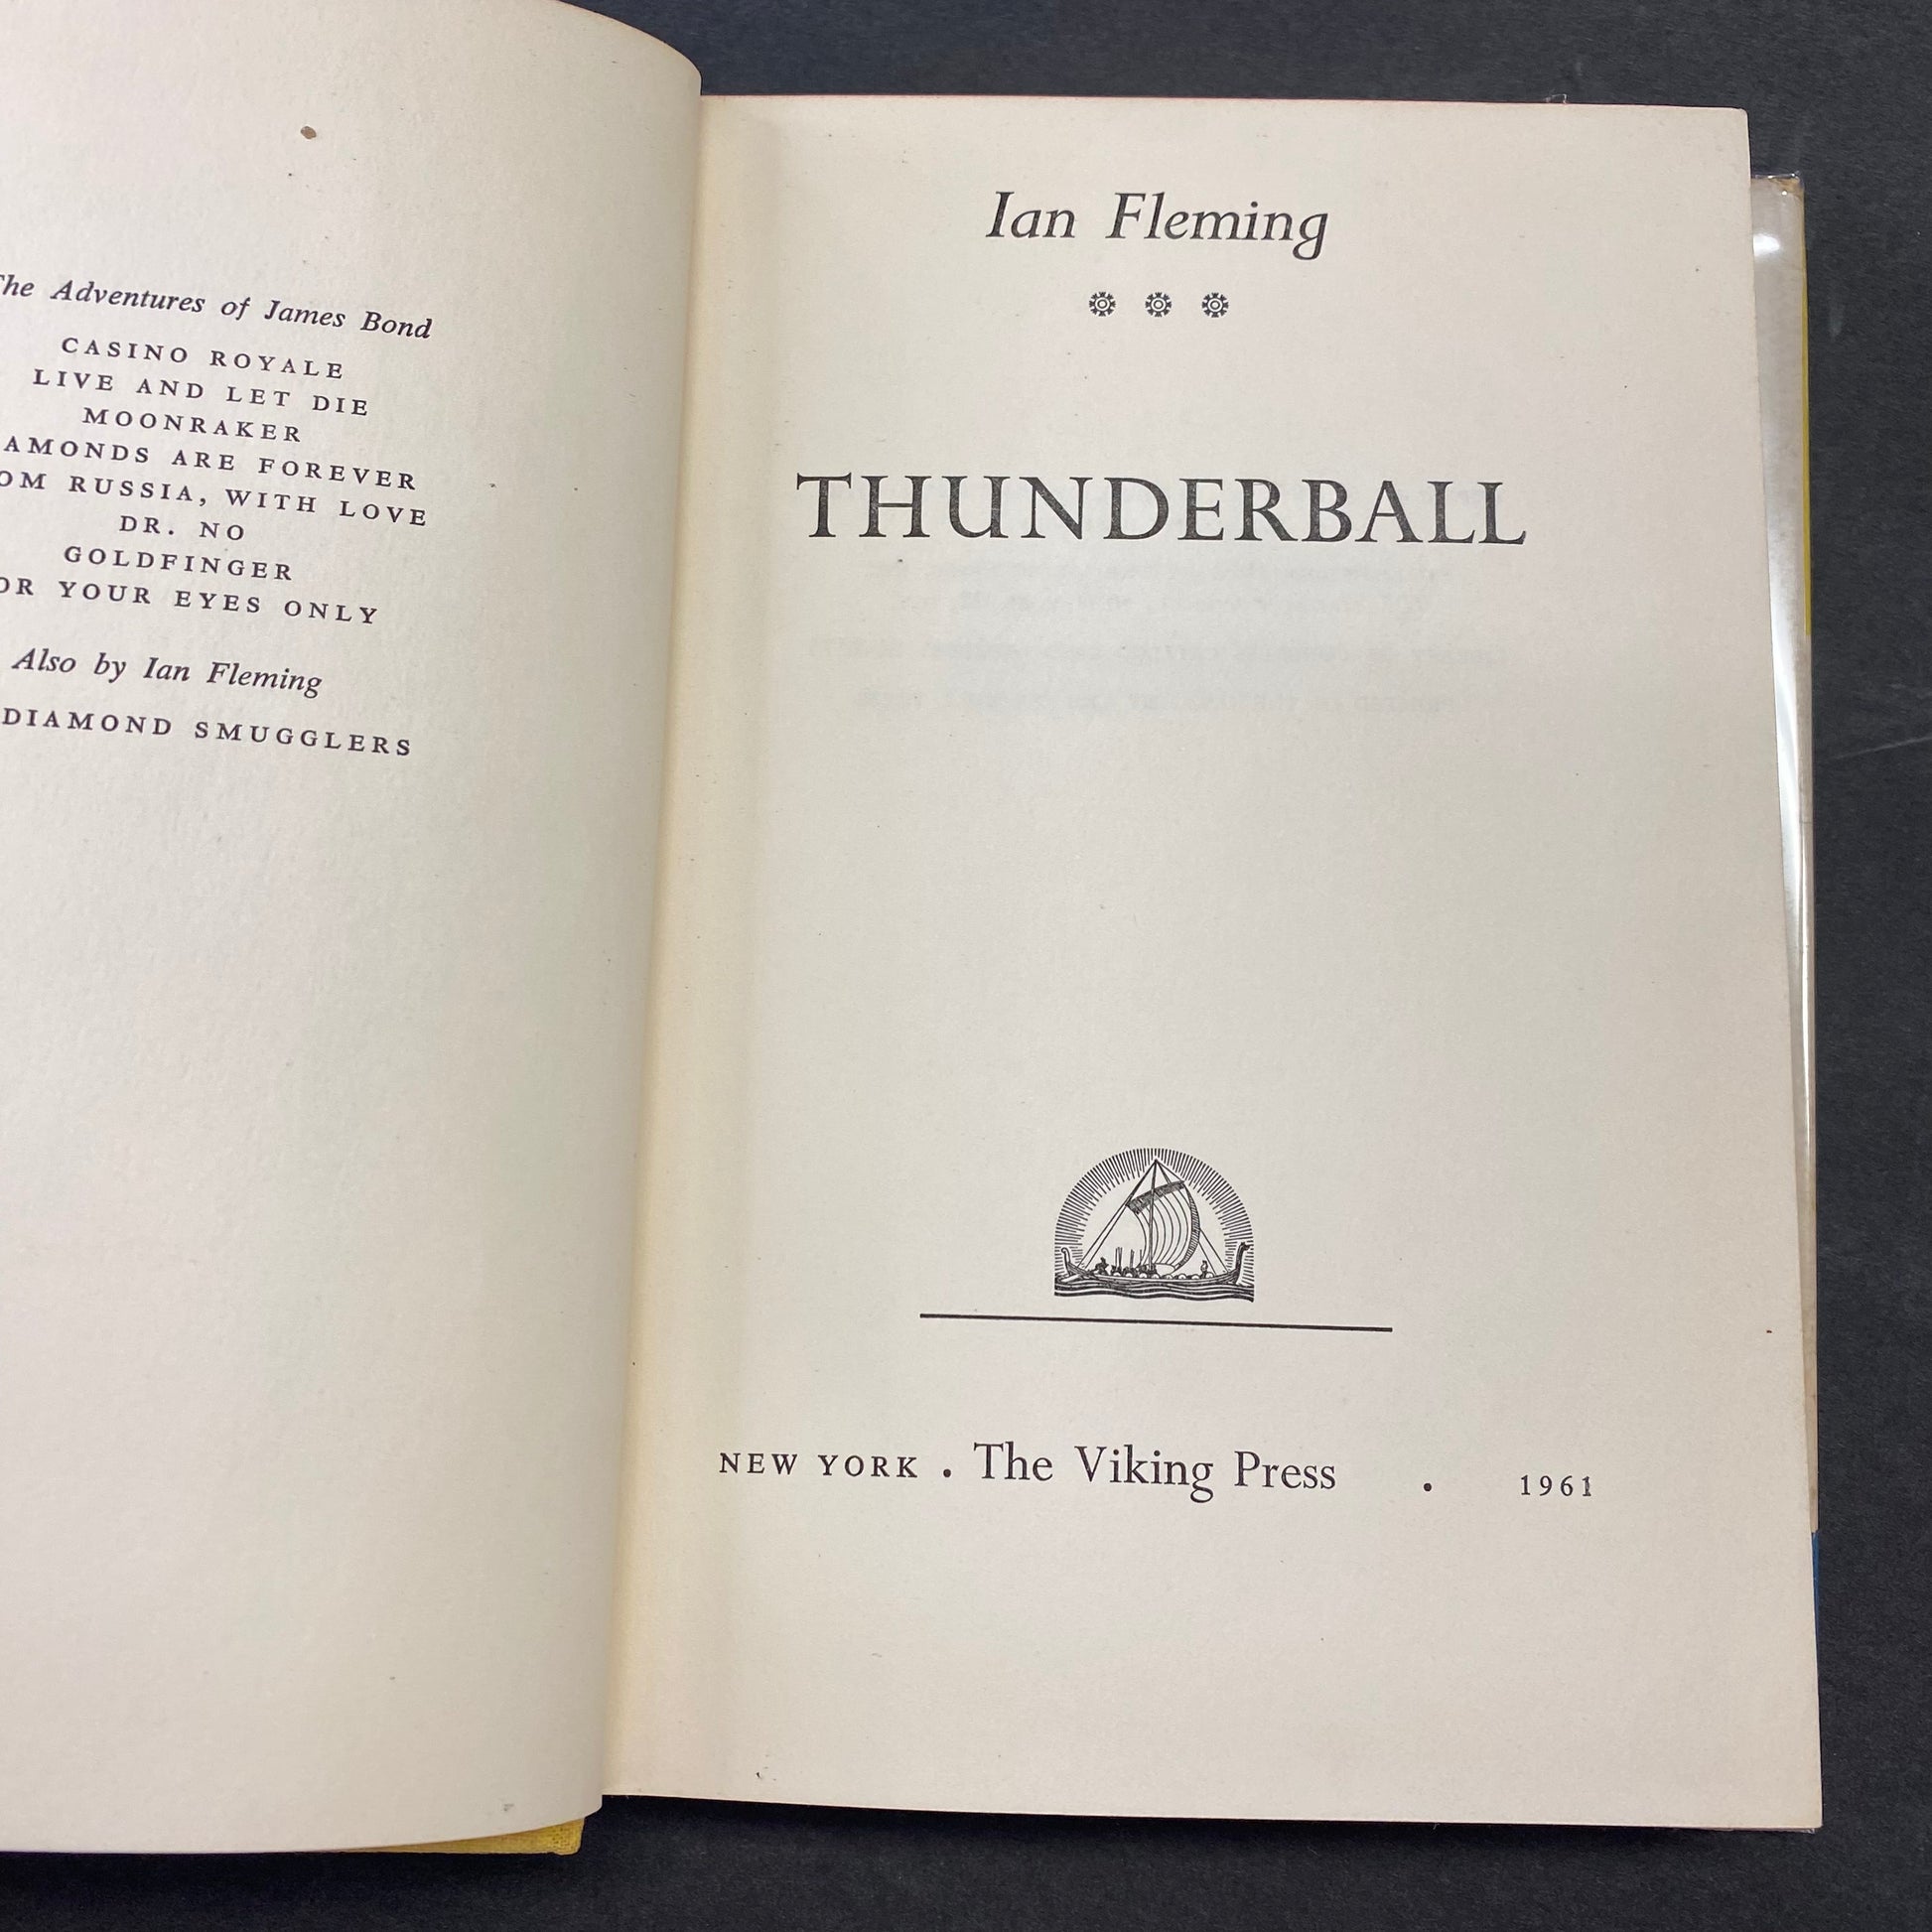 The Adventures of James Bond
CASINO ROYALE
LIVE AND LET DIE
MOONRAKER
AMONDS ARE FOREVER
OM RUSSIA, WITH LOVE
DR. NO
GOLDFINGER
OR YOUR EYES ONLY
Also by Ian Fleming
DIAMOND SMUGGLERS
Ian Fleming
THUNDERBALL
NEW YORK . The Viking Press . 1961